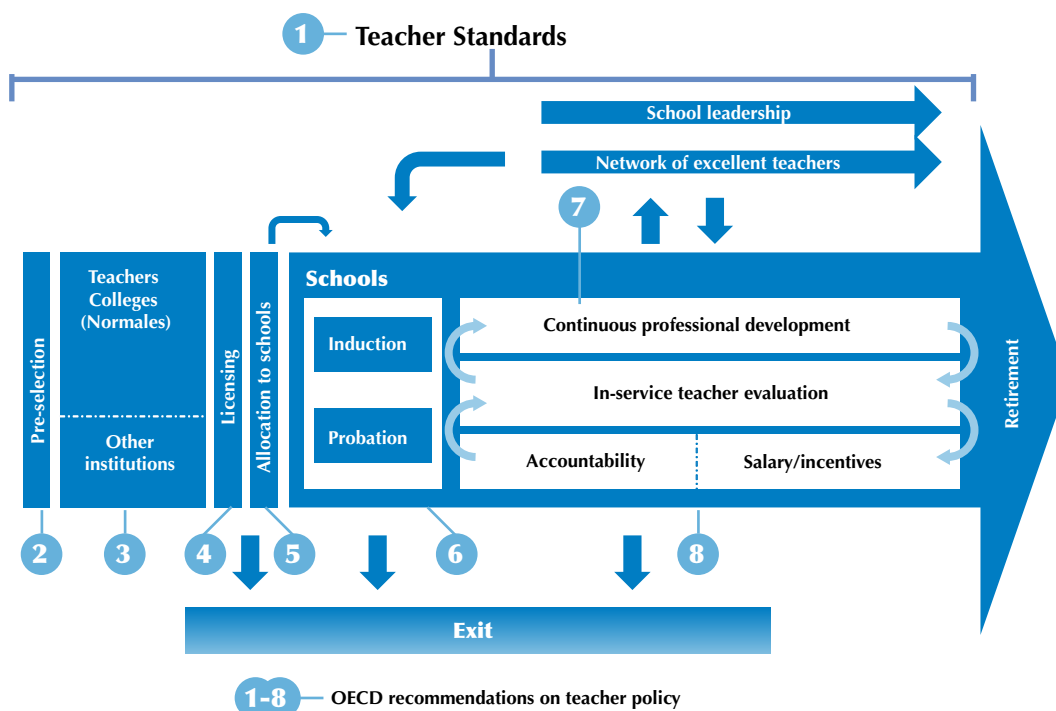 1 Teacher Standards
School leadership
Network of excellent teachers
7
Schools
Pre-selection
Teachers
Colleges
(Normales)
Other
institutions
Licensing
Allocation to schools
Induction
Probation
Continuous professional development
In-service teacher evaluation
Accountability
Salary/incentives
Retirement
2
3
4
5
6
8
Exit
1-8 OECD recommendations on teacher policy